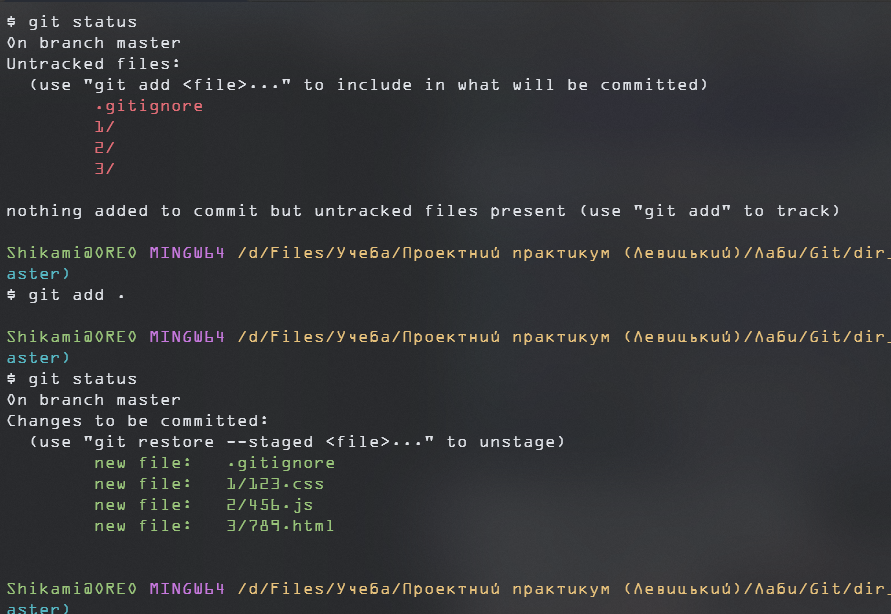 $ git status
On branch master
Untracked files:
  (use "git add <file>..." to include in what will be committed)
        .gitignore
        1/
        2/
        3/

nothing added to commit but untracked files present (use "git add" to track)

Shikami@OREO MINGW64 /d/Files/Учеба/Проектний практикум (Левицький)/Лаби/Git/dir_
aster)
$ git add .

Shikami@OREO MINGW64 /d/Files/Учеба/Проектний практикум (Левицький)/Лаби/Git/dir_
aster)
$ git status
On branch master
Changes to be committed:
  (use "git restore --staged <file>..." to unstage)
        new file:   .gitignore
        new file:   1/123.css
        new file:   2/456.js
        new file:   3/789.html

Shikami@OREO MINGW64 /d/Files/Учеба/Проектний практикум (Левицький)/Лаби/Git/dir_
aster)